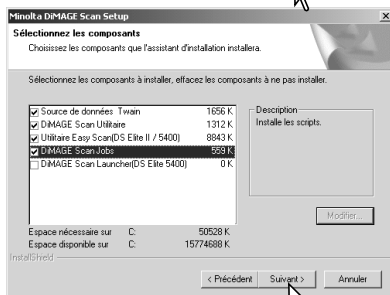 Minolta DiMAGE Scan Setup
Sélectionnez les composants
Choisissez les composants que l'assistant d'installation installera.
Sélectionnez les composants à installer, effacez les composants à ne pas installer.
Source de données Twain 1656 K
DiMAGE Scan Utilitaire 1312 K
Utilitaire Easy Scan(DS Elite II / 5400) 8843 K
DiMAGE Scan Jobs 559 K
DiMAGE Scan Launcher(DS Elite 5400) 0 K
Description
Installe les scripts.
Modifier...
Espace nécessaire sur C: 50528 K
Espace disponible sur C: 15774688 K
InstallShield
< Précédent Suivant > Annuler